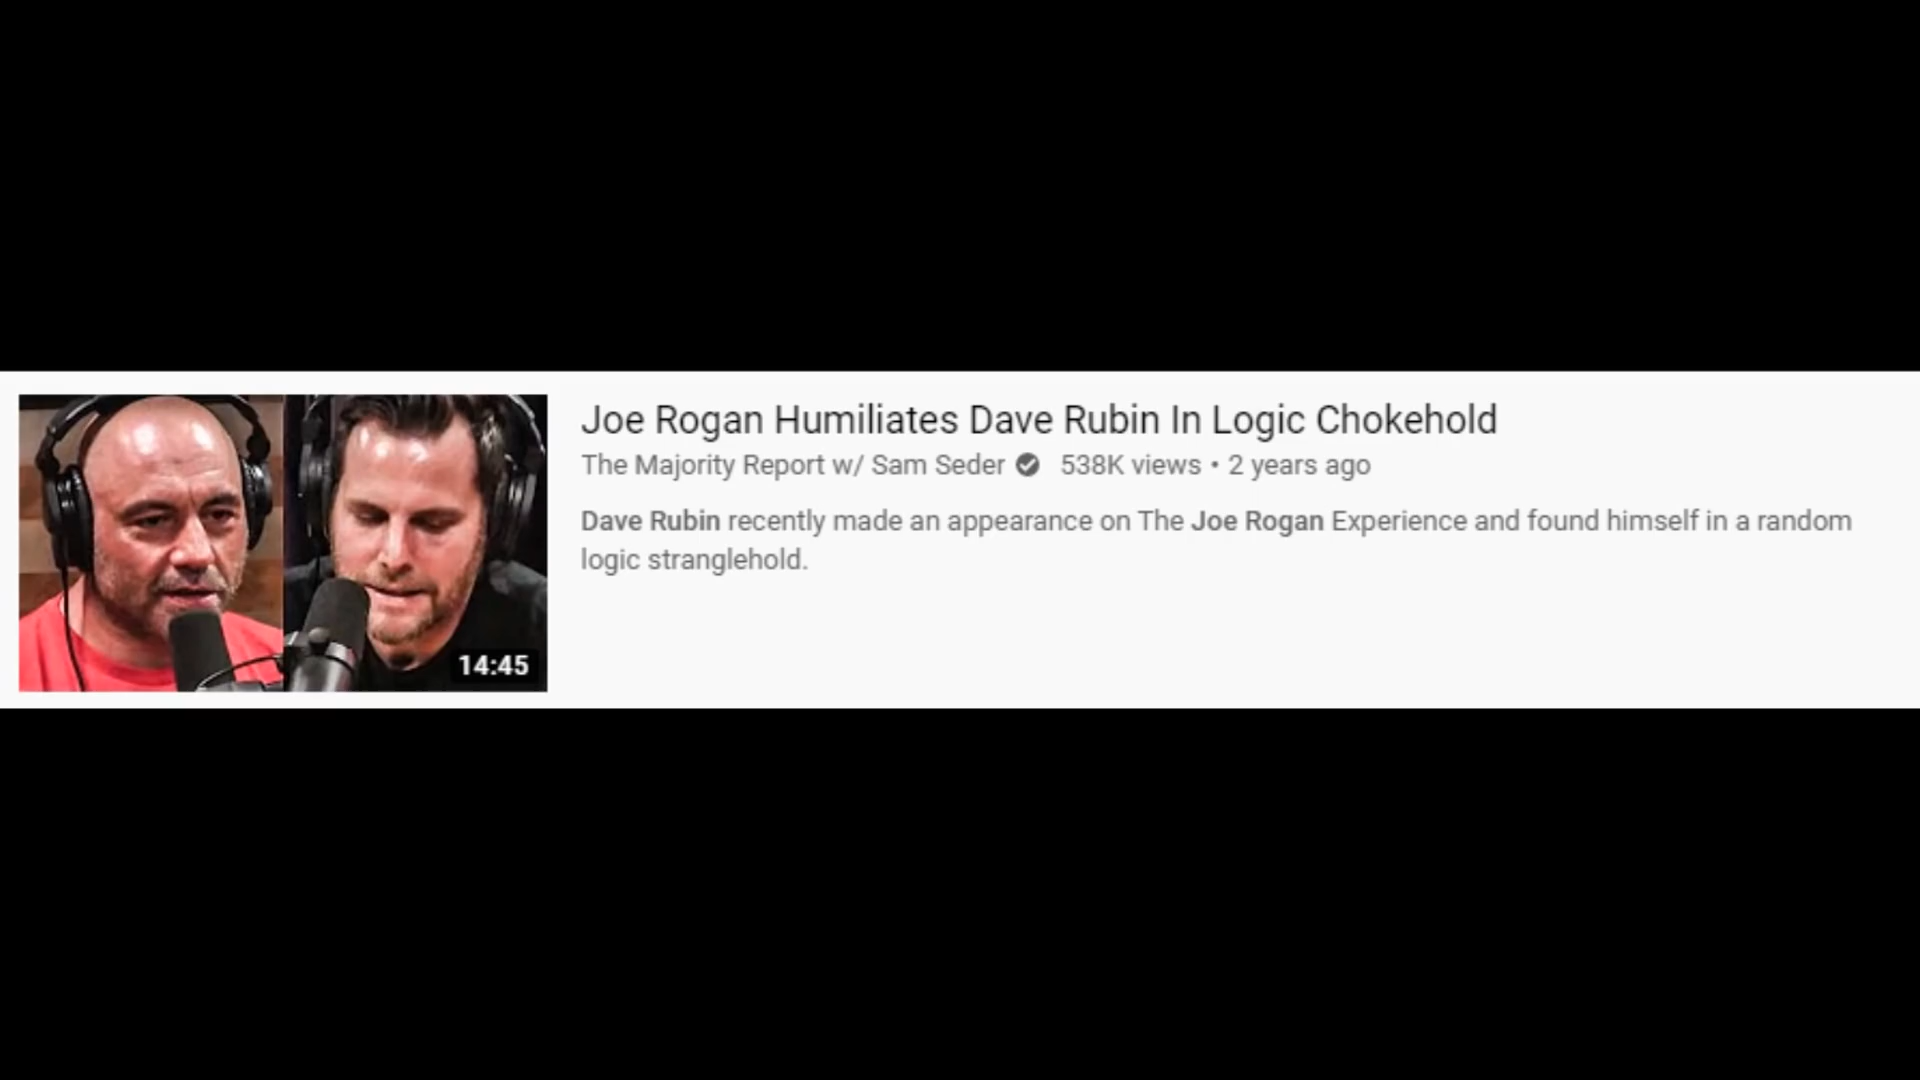 Joe Rogan Humiliates Dave Rubin In Logic Chokehold
The Majority Report w/ Sam Seder 538K views • 2 years ago
Dave Rubin recently made an appearance on The Joe Rogan Experience and found himself in a random
logic stranglehold.
14:45